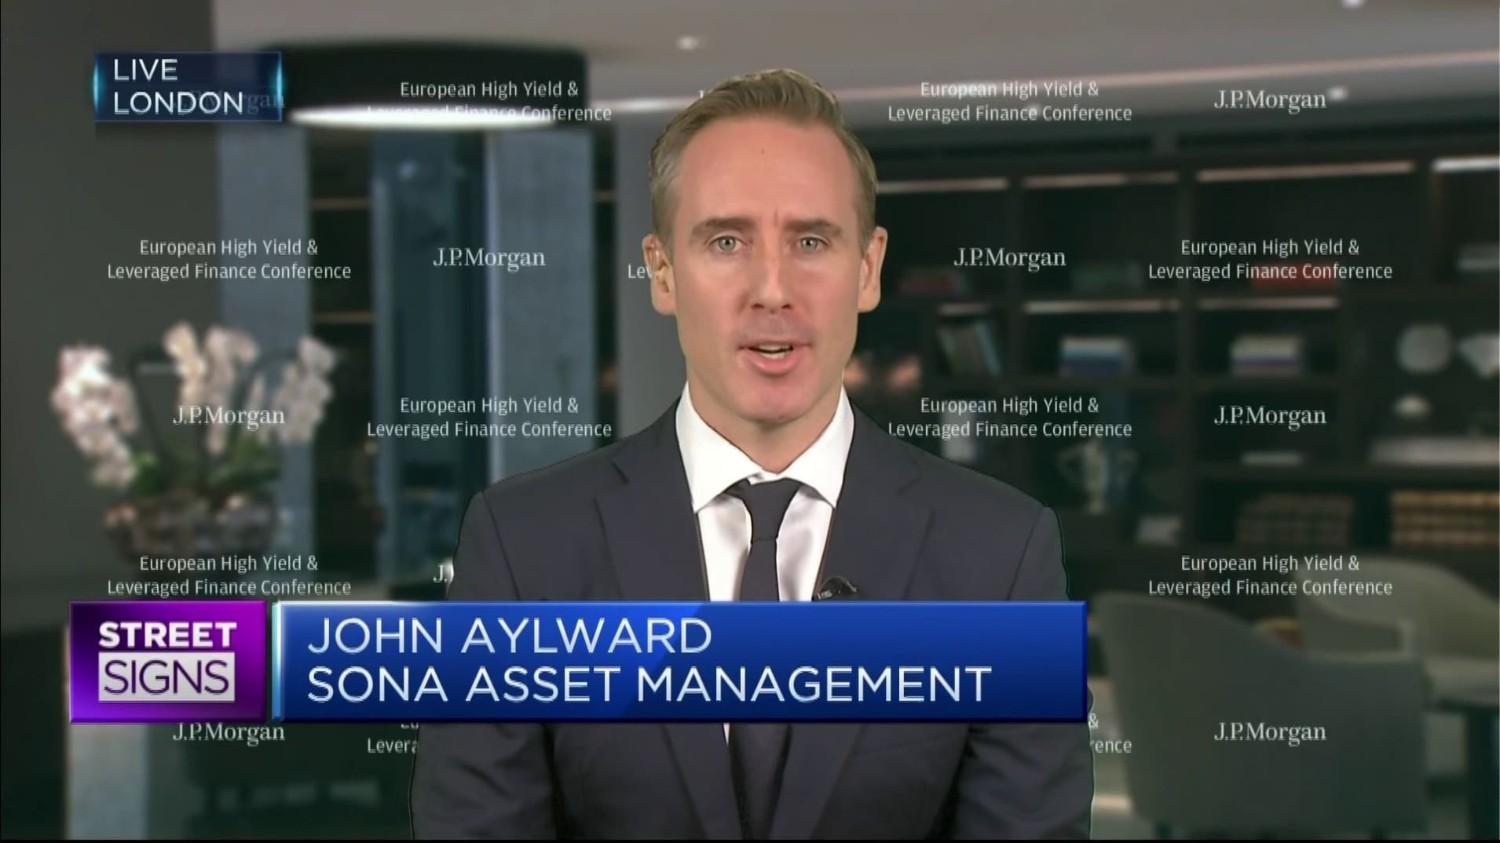 LIVE
LONDON
European High Yield &
Leveraged Finance Conference
European High Yield &
Leveraged Finance Conference
J.P.Morgan
European High Yield &
Leveraged Finance Conference
J.P.Morgan
J.P.Morgan
European High Yield &
Leveraged Finance Conference
J.P.Morgan
European High Yield &
Leveraged Finance Conference
European High Yield &
Leveraged Finance Conference
J.P.Morgan
European High Yield &
Leveraged Finance Conference
European High Yield &
Leveraged Finance Conference
STREET
SIGNS
JOHN AYLWARD
SONA ASSET MANAGEMENT
J.P.Morgan
J.P.Morgan